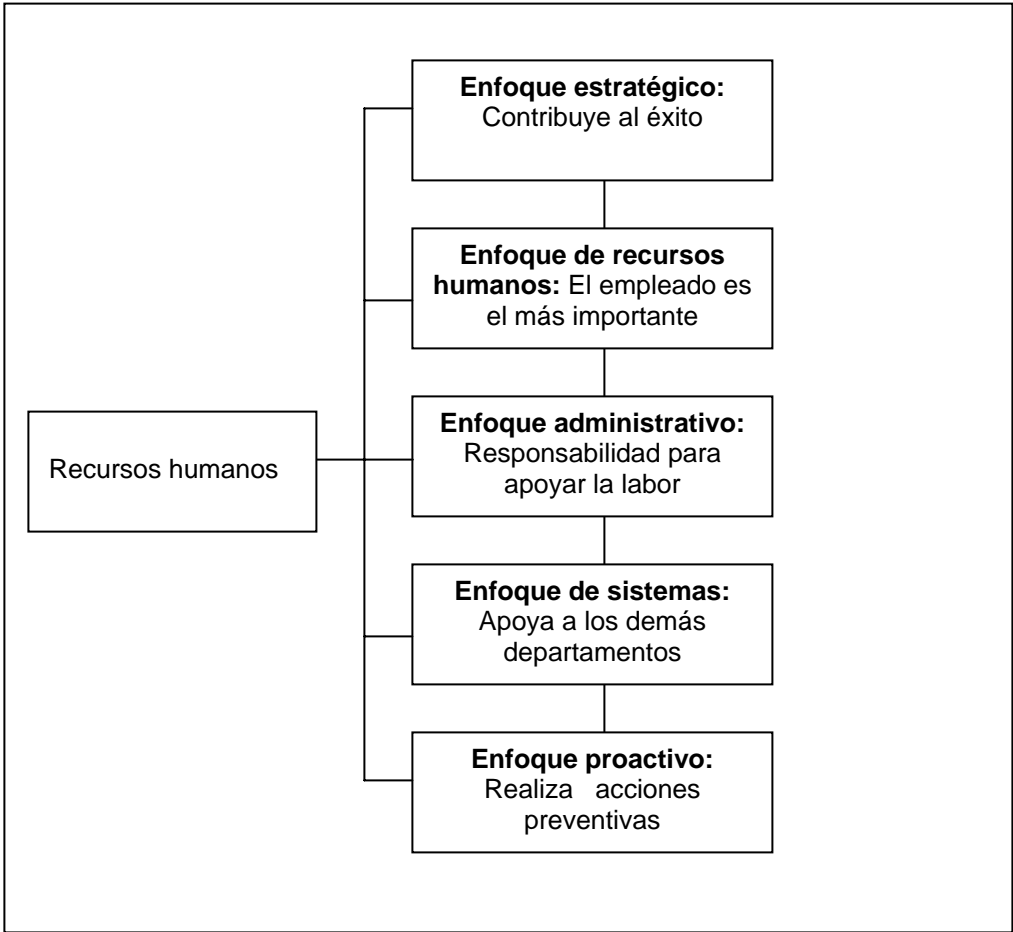 Enfoque estratégico:
Contribuye al éxito
Enfoque de recursos
humanos: El empleado es
el más importante
Recursos humanos
Enfoque administrativo:
Responsabilidad para
apoyar la labor
Enfoque de sistemas:
Apoya a los demás
departamentos
Enfoque proactivo:
Realiza acciones
preventivas